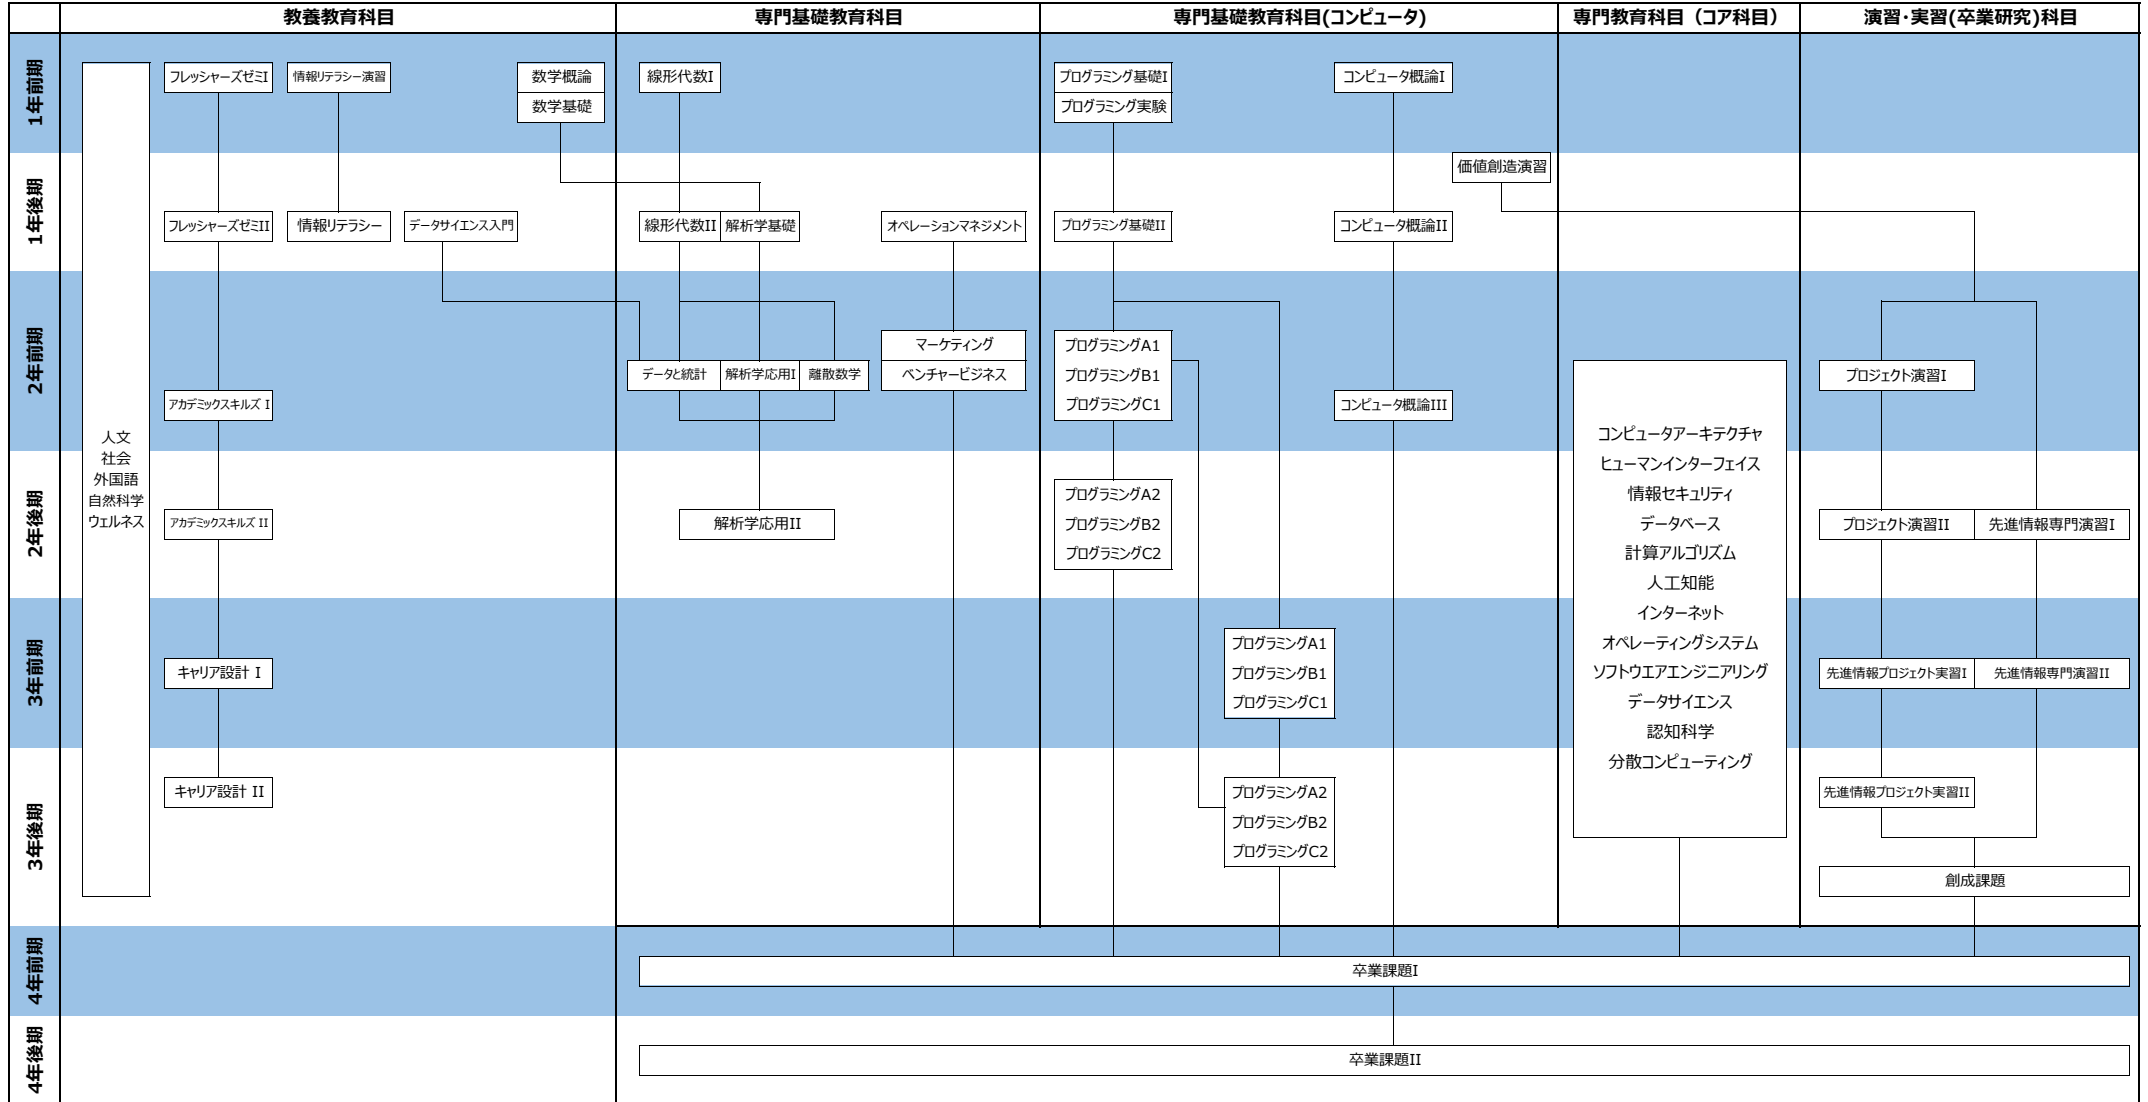 教養教育科目
専門基礎教育科目
専門基礎教育科目(コンピュータ)
専門教育科目（コア科目）
演習・実習(卒業研究)科目
1年前期
フレッシャーズゼミI
情報リテラシー演習
数学概論
数学基礎
線形代数I
プログラミング基礎I
プログラミング実験
コンピュータ概論I
1年後期
価値創造演習
フレッシャーズゼミII
情報リテラシー
データサイエンス入門
線形代数II
解析学基礎
オペレーションマネジメント
プログラミング基礎II
コンピュータ概論II
2年前期
人文
社会
外国語
自然科学
ウェルネス
アカデミックスキルズ I
データと統計
解析学応用I
離散数学
マーケティング
ベンチャービジネス
プログラミングA1
プログラミングB1
プログラミングC1
コンピュータ概論III
コンピュータアーキテクチャ
ヒューマンインターフェイス
情報セキュリティ
データベース
計算アルゴリズム
人工知能
インターネット
オペレーティングシステム
ソフトウエアエンジニアリング
データサイエンス
認知科学
分散コンピューティング
プロジェクト演習I
2年後期
アカデミックスキルズ II
解析学応用II
プログラミングA2
プログラミングB2
プログラミングC2
プロジェクト演習II
先進情報専門演習I
3年前期
キャリア設計 I
プログラミングA1
プログラミングB1
プログラミングC1
先進情報プロジェクト実習I
先進情報専門演習II
3年後期
キャリア設計 II
プログラミングA2
プログラミングB2
プログラミングC2
先進情報プロジェクト実習II
創成課題
4年前期
卒業課題I
4年後期
卒業課題II